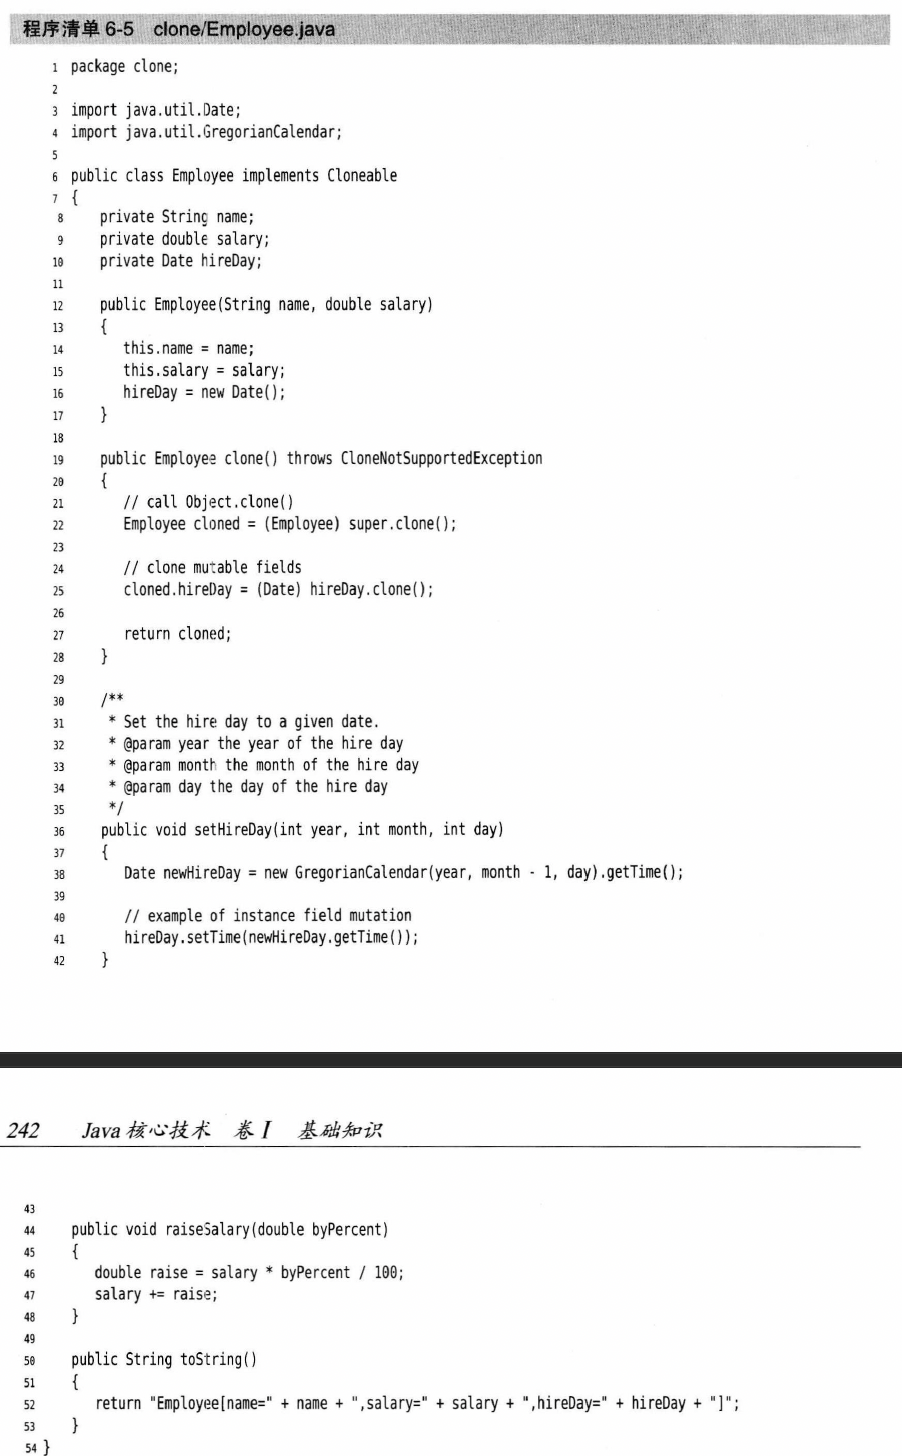 程序清单 6-5 clone/Employee.java
1 package clone;
2
3 import java.util.Date;
4 import java.util.GregorianCalendar;
5
6 public class Employee implements Cloneable
7 {
8 private String name;
9 private double salary;
10 private Date hireDay;
11
12 public Employee(String name, double salary)
13 {
14 this.name = name;
15 this.salary = salary;
16 hireDay = new Date();
17 }
18
19 public Employee clone() throws CloneNotSupportedException
20 {
21 // call Object.clone()
22 Employee cloned = (Employee) super.clone();
23
24 // clone mutable fields
25 cloned.hireDay = (Date) hireDay.clone();
26
27 return cloned;
28 }
29
30 /**
31 * Set the hire day to a given date.
32 * @param year the year of the hire day
33 * @param month the month of the hire day
34 * @param day the day of the hire day
35 */
36 public void setHireDay(int year, int month, int day)
37 {
38 Date newHireDay = new GregorianCalendar(year, month - 1, day).getTime();
39
40 // example of instance field mutation
41 hireDay.setTime(newHireDay.getTime());
42 }
242 Java 核心技术 卷 I 基础知识
43
44 public void raiseSalary(double byPercent)
45 {
46 double raise = salary * byPercent / 100;
47 salary += raise;
48 }
49
50 public String toString()
51 {
52 return "Employee[name=" + name + ",salary=" + salary + ",hireDay=" + hireDay + "]";
53 }
54 }